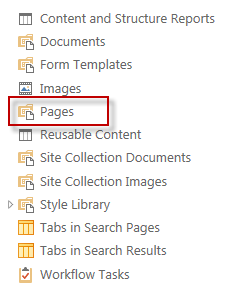 Content and Structure Reports
Documents
Form Templates
Images
Pages
Reusable Content
Site Collection Documents
Site Collection Images
Style Library
Tabs in Search Pages
Tabs in Search Results
Workflow Tasks